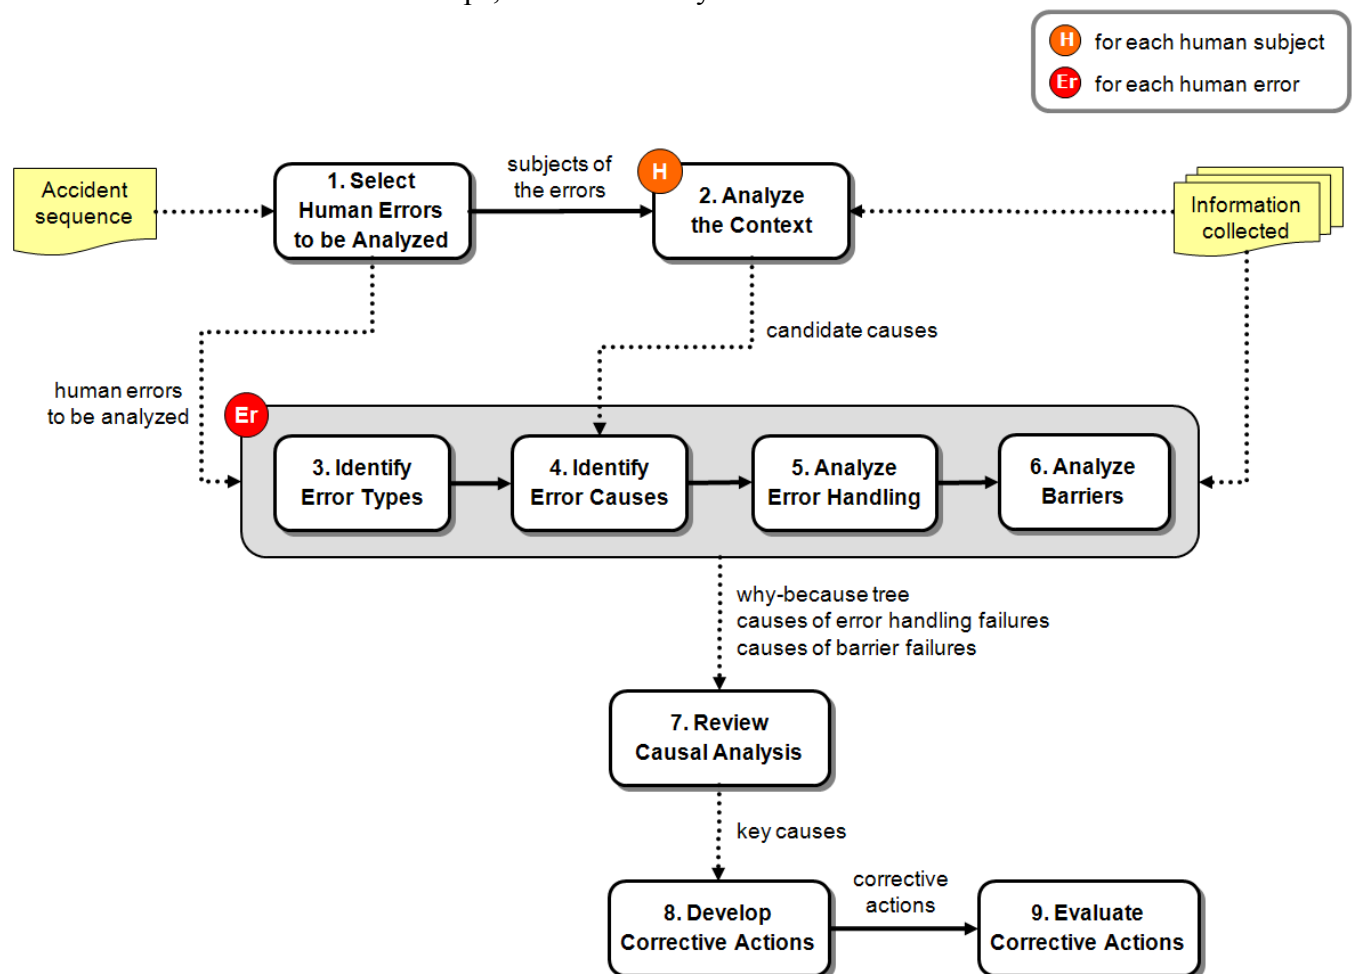 H for each human subject
Er for each human error
Accident
sequence
1. Select
Human Errors
to be Analyzed
subjects of
the errors
H
2. Analyze
the Context
Information
collected
candidate causes
human errors
to be analyzed
Er
3. Identify
Error Types
4. Identify
Error Causes
5. Analyze
Error Handling
6. Analyze
Barriers
why-because tree
causes of error handling failures
causes of barrier failures
7. Review
Causal Analysis
key causes
8. Develop
Corrective Actions
corrective
actions
9. Evaluate
Corrective Actions